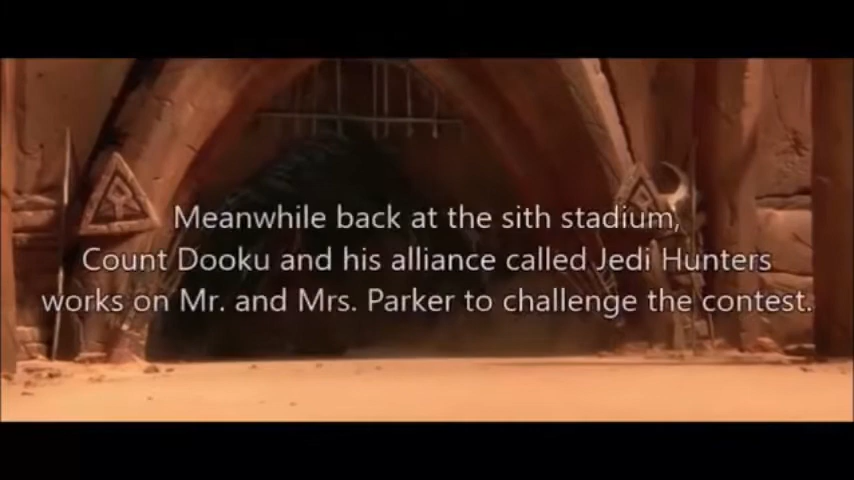 Meanwhile back at the sith stadium,
Count Dooku and his alliance called Jedi Hunters
works on Mr. and Mrs. Parker to challenge the contest.